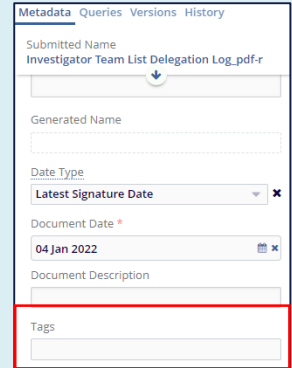 Metadata Queries Versions History
Submitted Name
Investigator Team List Delegation Log_pdf-r
Generated Name
Date Type
Latest Signature Date
Document Date *
04 Jan 2022
Document Description
Tags